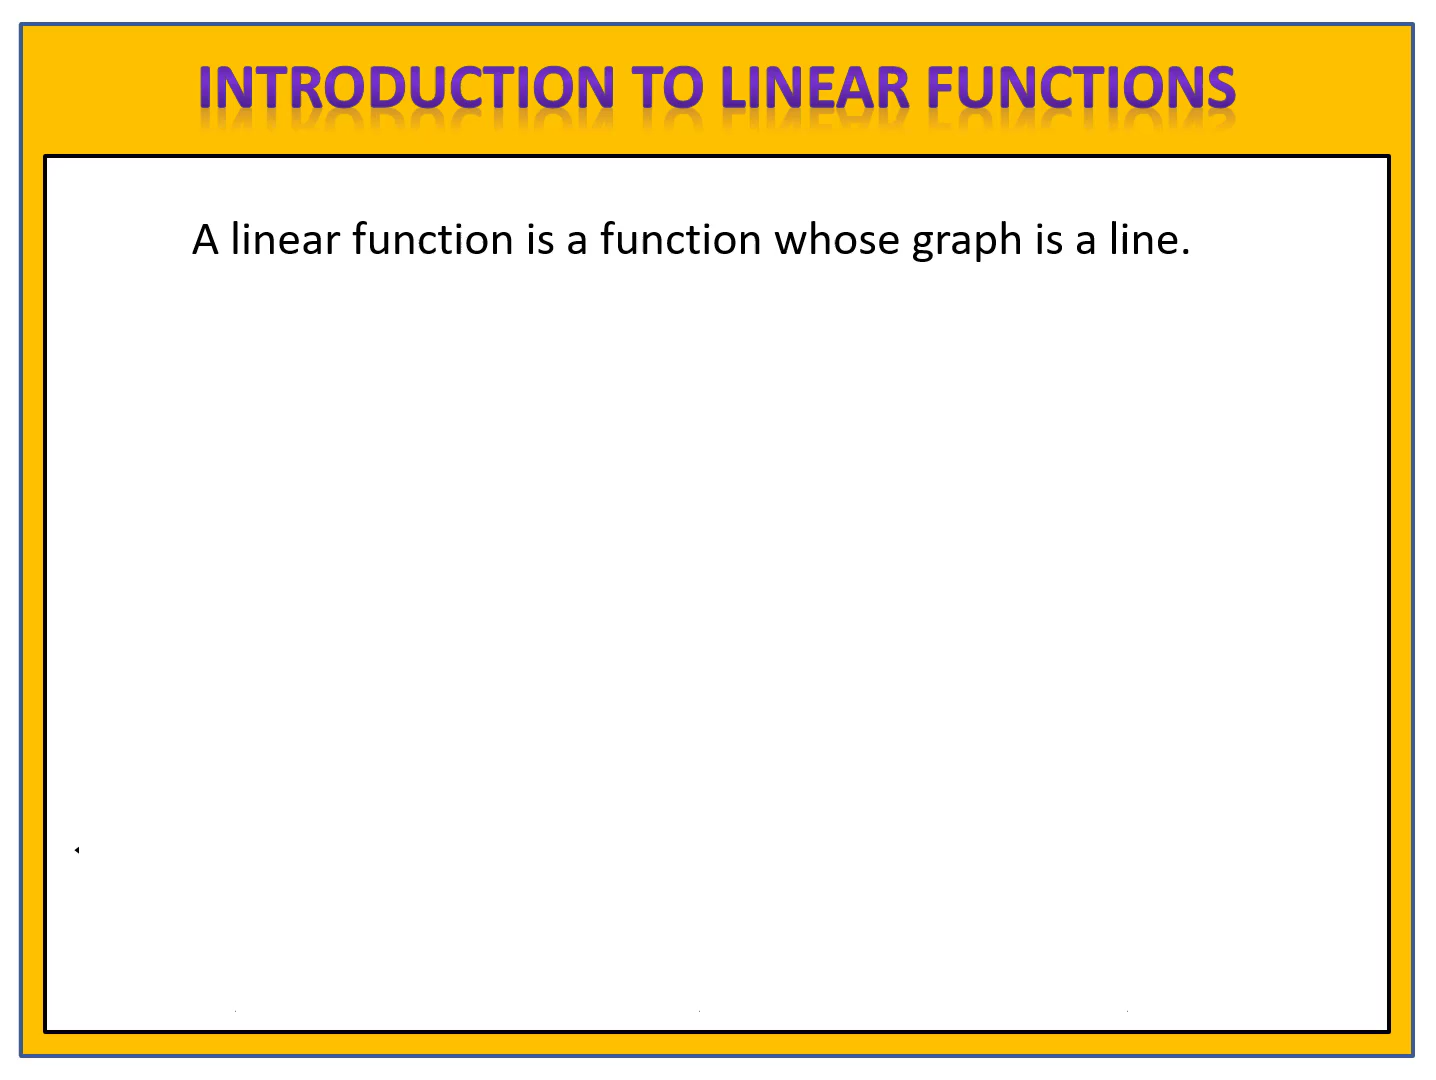 INTRODUCTION TO LINEAR FUNCTIONS
A linear function is a function whose graph is a line.